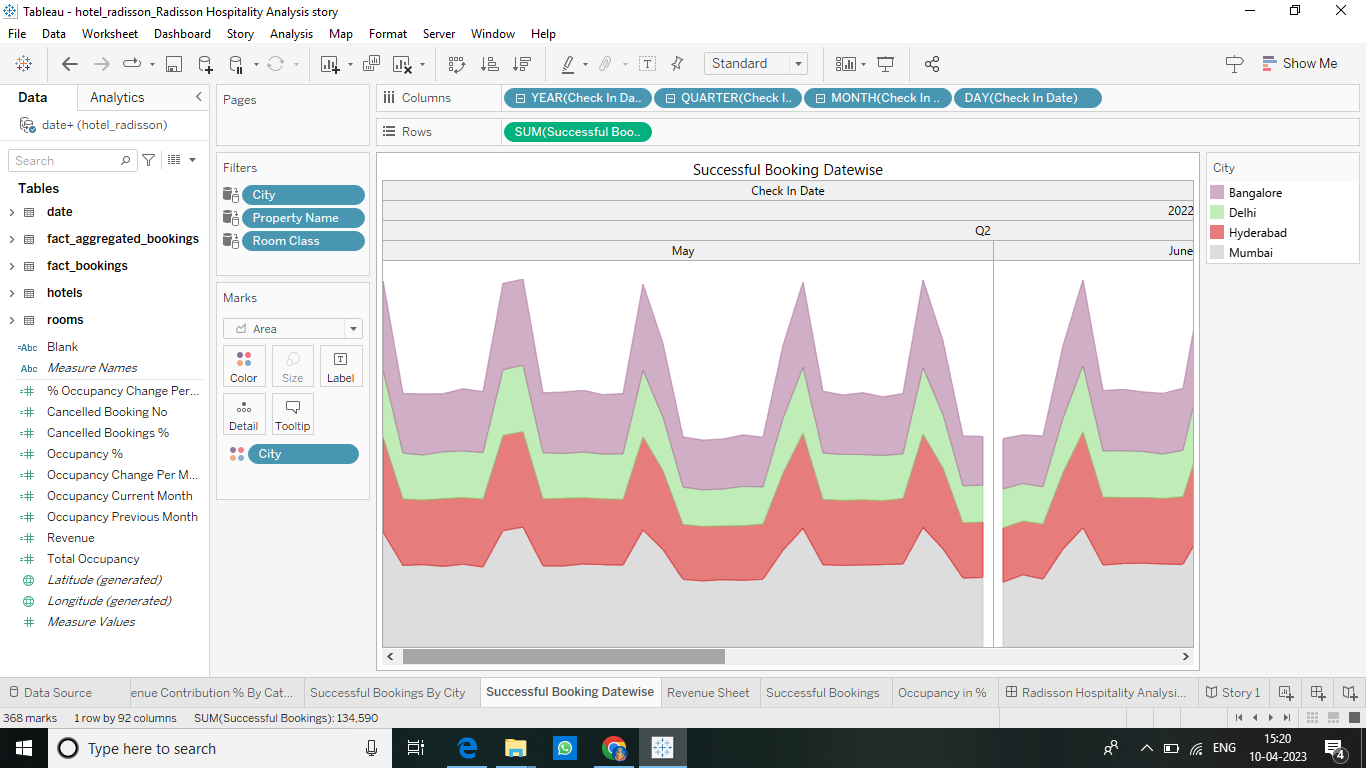 Tableau - hotel_radisson_Radisson Hospitality Analysis story
File Data Worksheet Dashboard Story Analysis Map Format Server Window Help
Standard
Show Me
Data Analytics
date+ (hotel_radisson)
Search
Tables
date
fact_aggregated_bookings
fact_bookings
hotels
rooms
=Abc Blank
Abc Measure Names
% Occupancy Change Per...
Cancelled Booking No
Cancelled Bookings %
Occupancy %
Occupancy Change Per M...
Occupancy Current Month
Occupancy Previous Month
Revenue
Total Occupancy
Latitude (generated)
Longitude (generated)
Measure Values
Pages
Filters
City
Property Name
Room Class
Marks
Area
Color Size Label
Detail Tooltip
City
Columns YEAR(Check In Da.. QUARTER(Check I.. MONTH(Check In .. DAY(Check In Date)
Rows SUM(Successful Boo..
Successful Booking Datewise
Check In Date
2022
Q2
May June
City
Bangalore
Delhi
Hyderabad
Mumbai
Data Source enue Contribution % By Cat... Successful Bookings By City Successful Booking Datewise Revenue Sheet Successful Bookings Occupancy in % Radisson Hospitality Analysi... Story 1
368 marks 1 row by 92 columns SUM(Successful Bookings): 134.590
Type here to search
ENG
15:20
10-04-2023
4